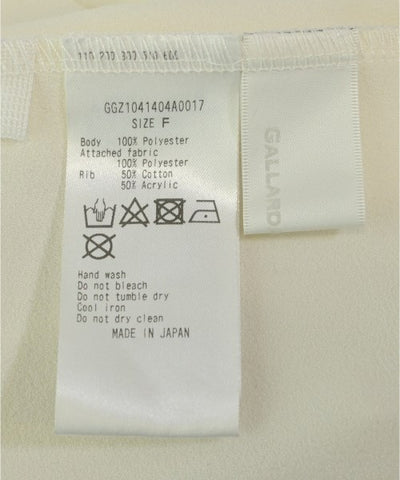 GGZ1041404A0017
SIZE F
Body 100% Polyester
Attached fabric
100% Polyester
Rib 50% Cotton
50% Acrylic
Hand wash
Do not bleach
Do not tumble dry
Cool iron
Do not dry clean
MADE IN JAPAN
GALLARD